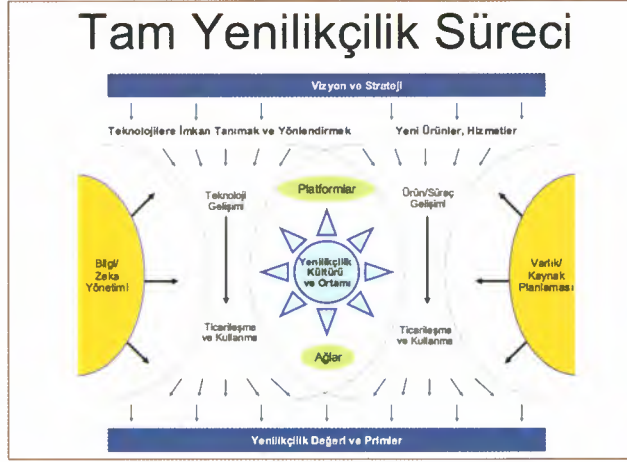 Tam Yenilikçilik Süreci
Vizyon ve Strateji
Teknolojilere İmkan Tanımak ve Yönlendirmek
Yeni Ürünler, Hizmetler
Teknoloji
Gelişimi
Platformlar
Ürün/Süreç
Gelişimi
Bilgi/
Zeka
Yönetimi
Yenilikçilik
Kültürü
ve Ortamı
Varlık/
Kaynak
Planlaması
Ticarileşme
ve Kullanma
Ağlar
Ticarileşme
ve Kullanma
Yenilikçilik Değeri ve Primler